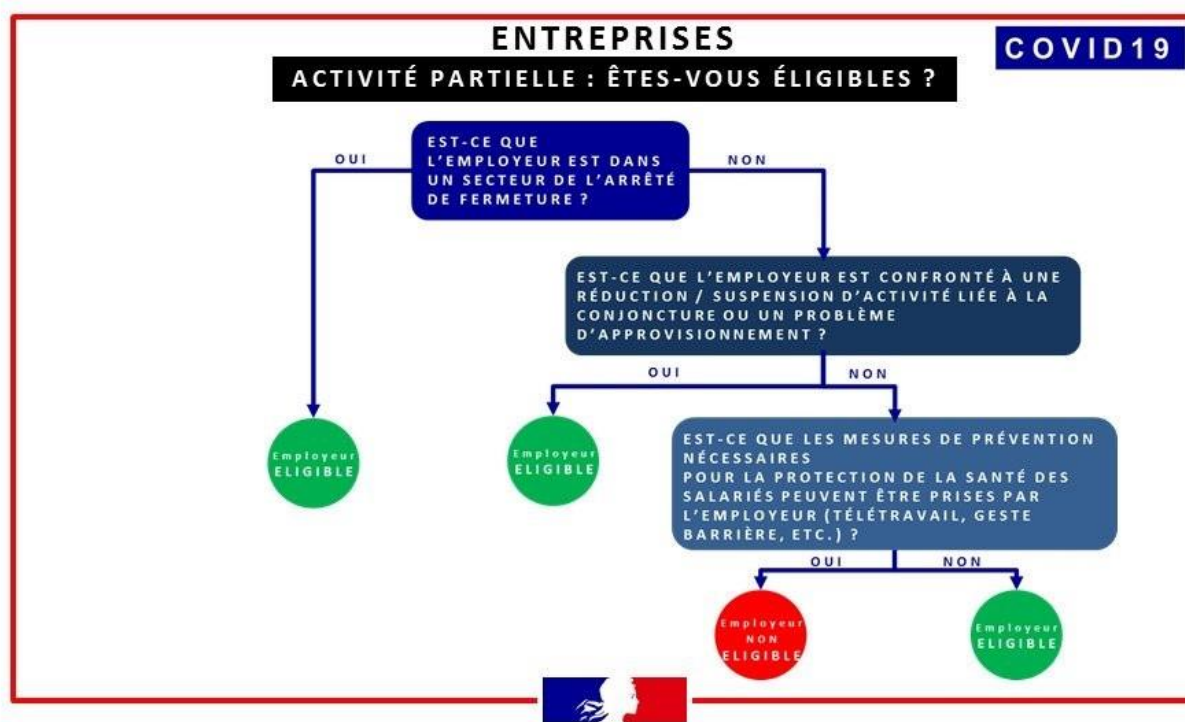 ENTREPRISES
COVID19
ACTIVITÉ PARTIELLE : ÊTES-VOUS ÉLIGIBLES ?
EST-CE QUE
L’EMPLOYEUR EST DANS
UN SECTEUR DE L’ARRÊTÉ
DE FERMETURE ?
OUI
NON
EST-CE QUE L’EMPLOYEUR EST CONFRONTÉ À UNE
RÉDUCTION / SUSPENSION D’ACTIVITÉ LIÉE À LA
CONJONCTURE OU UN PROBLÈME
D’APPROVISIONNEMENT ?
OUI
NON
Employeur
ELIGIBLE
Employeur
ELIGIBLE
EST-CE QUE LES MESURES DE PRÉVENTION
NÉCESSAIRES
POUR LA PROTECTION DE LA SANTÉ DES
SALARIÉS PEUVENT ÊTRE PRISES PAR
L’EMPLOYEUR (TÉLÉTRAVAIL, GESTE
BARRIÈRE, ETC.) ?
OUI
NON
Employeur
NON
ELIGIBLE
Employeur
ELIGIBLE